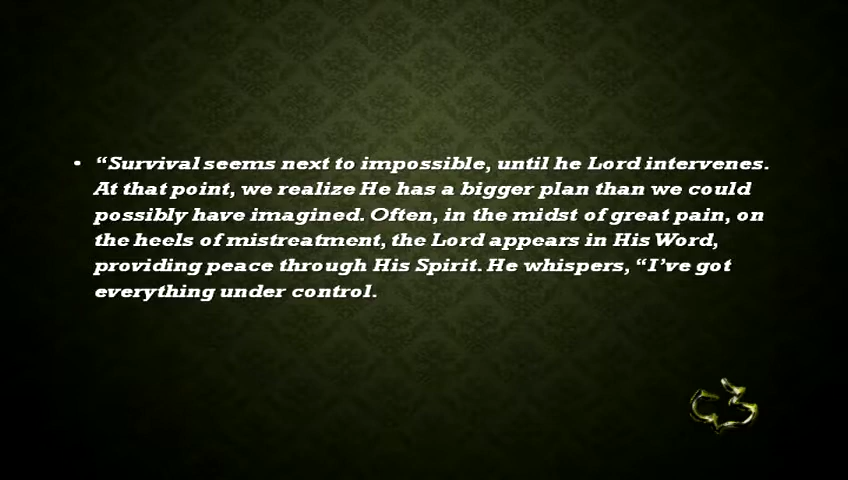 • “Survival seems next to impossible, until he Lord intervenes.
At that point, we realize He has a bigger plan than we could
possibly have imagined. Often, in the midst of great pain, on
the heels of mistreatment, the Lord appears in His Word,
providing peace through His Spirit. He whispers, “I’ve got
everything under control.
C3